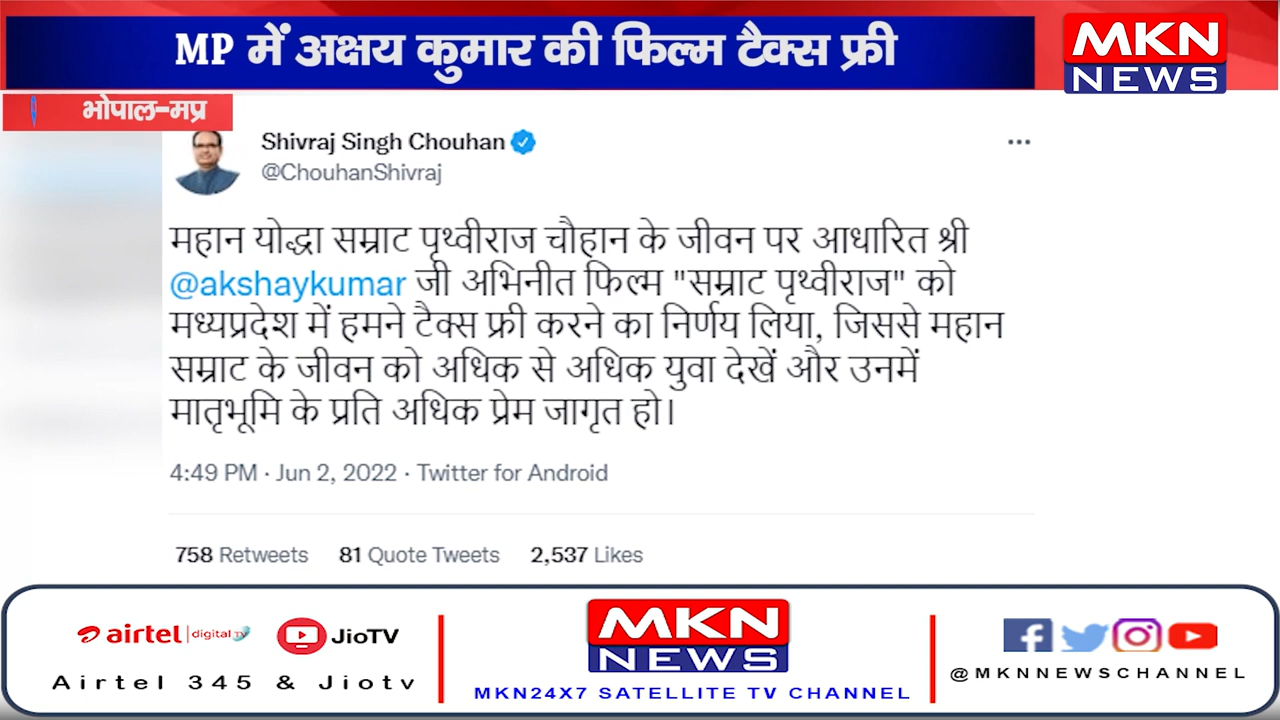 MP में अक्षय कुमार की फिल्म टैक्स फ्री
MKN
NEWS
भोपाल-मप्र
Shivraj Singh Chouhan
@ChouhanShivraj
महान योद्धा सम्राट पृथ्वीराज चौहान के जीवन पर आधारित श्री
@akshaykumar जी अभिनीत फिल्म "सम्राट पृथ्वीराज" को
मध्यप्रदेश में हमने टैक्स फ्री करने का निर्णय लिया, जिससे महान
सम्राट के जीवन को अधिक से अधिक युवा देखें और उनमें
मातृभूमि के प्रति अधिक प्रेम जागृत हो।
4:49 PM · Jun 2, 2022 · Twitter for Android
758 Retweets 81 Quote Tweets 2,537 Likes
airtel digital TV JioTV
Airtel 345 & Jiotv
MKN
NEWS
MKN24X7 SATELLITE TV CHANNEL
@MKNNEWSCHANNEL